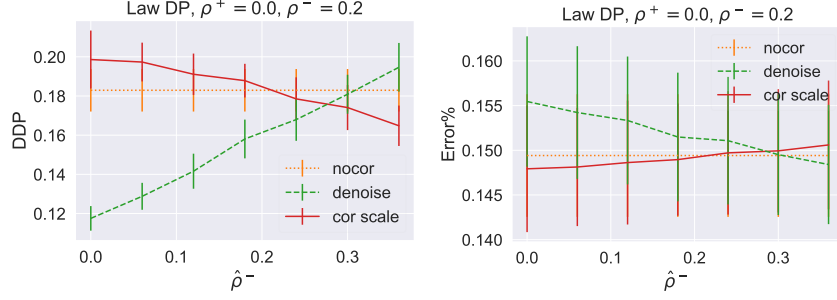 Law DP, ρ⁺ = 0.0, ρ⁻ = 0.2
DDP
0.20
0.18
0.16
0.14
0.12
nocor
denoise
cor scale
0.0 0.1 0.2 0.3
ρ̂⁻
Law DP, ρ⁺ = 0.0, ρ⁻ = 0.2
Error%
0.160
0.155
0.150
0.145
0.140
nocor
denoise
cor scale
0.0 0.1 0.2 0.3
ρ̂⁻